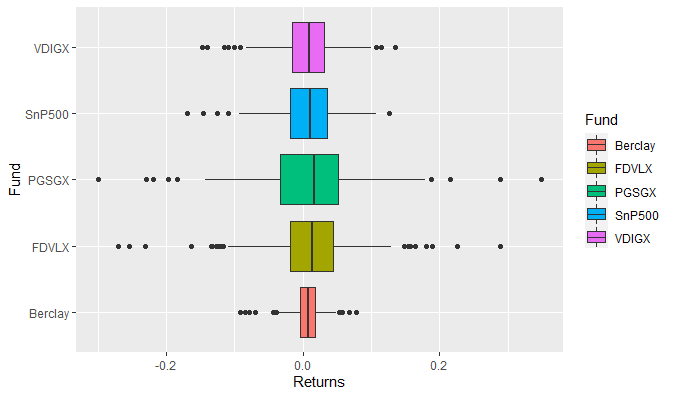 VDIGX
SnP500
PGSGX
FDVLX
Berclay
Fund
-0.2
0.0
0.2
Returns
Fund
Berclay
FDVLX
PGSGX
SnP500
VDIGX